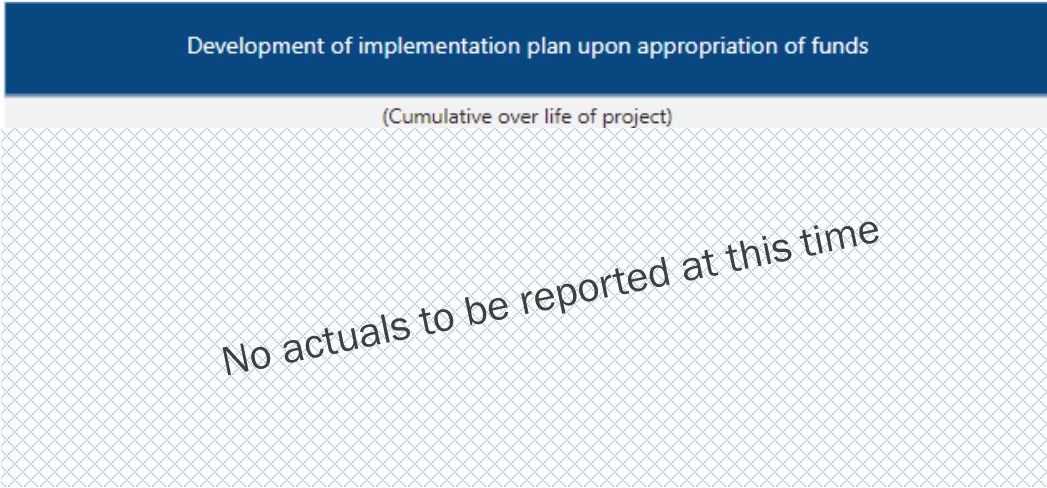 Development of implementation plan upon appropriation of funds
(Cumulative over life of project)
No actuals to be reported at this time